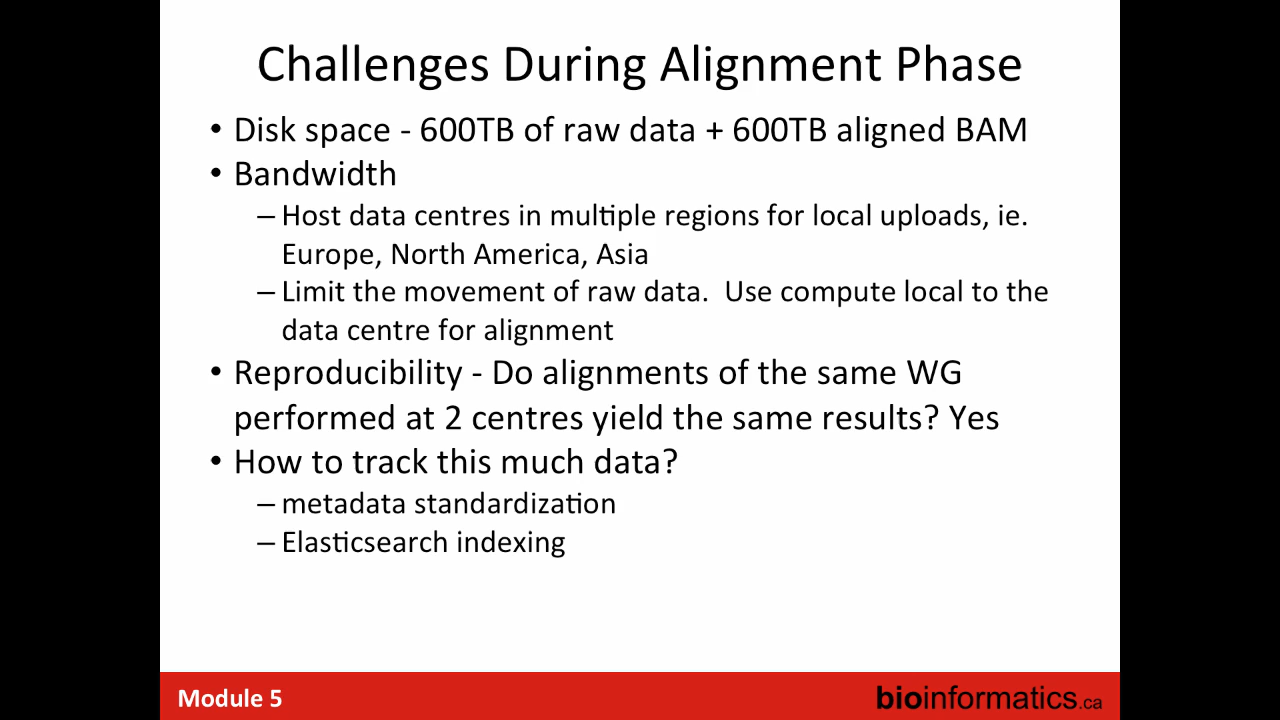 Challenges During Alignment Phase
• Disk space - 600TB of raw data + 600TB aligned BAM
• Bandwidth
– Host data centres in multiple regions for local uploads, ie.
Europe, North America, Asia
– Limit the movement of raw data.  Use compute local to the
data centre for alignment
• Reproducibility - Do alignments of the same WG
performed at 2 centres yield the same results? Yes
• How to track this much data?
– metadata standardization
– Elasticsearch indexing
Module 5
bioinformatics.ca